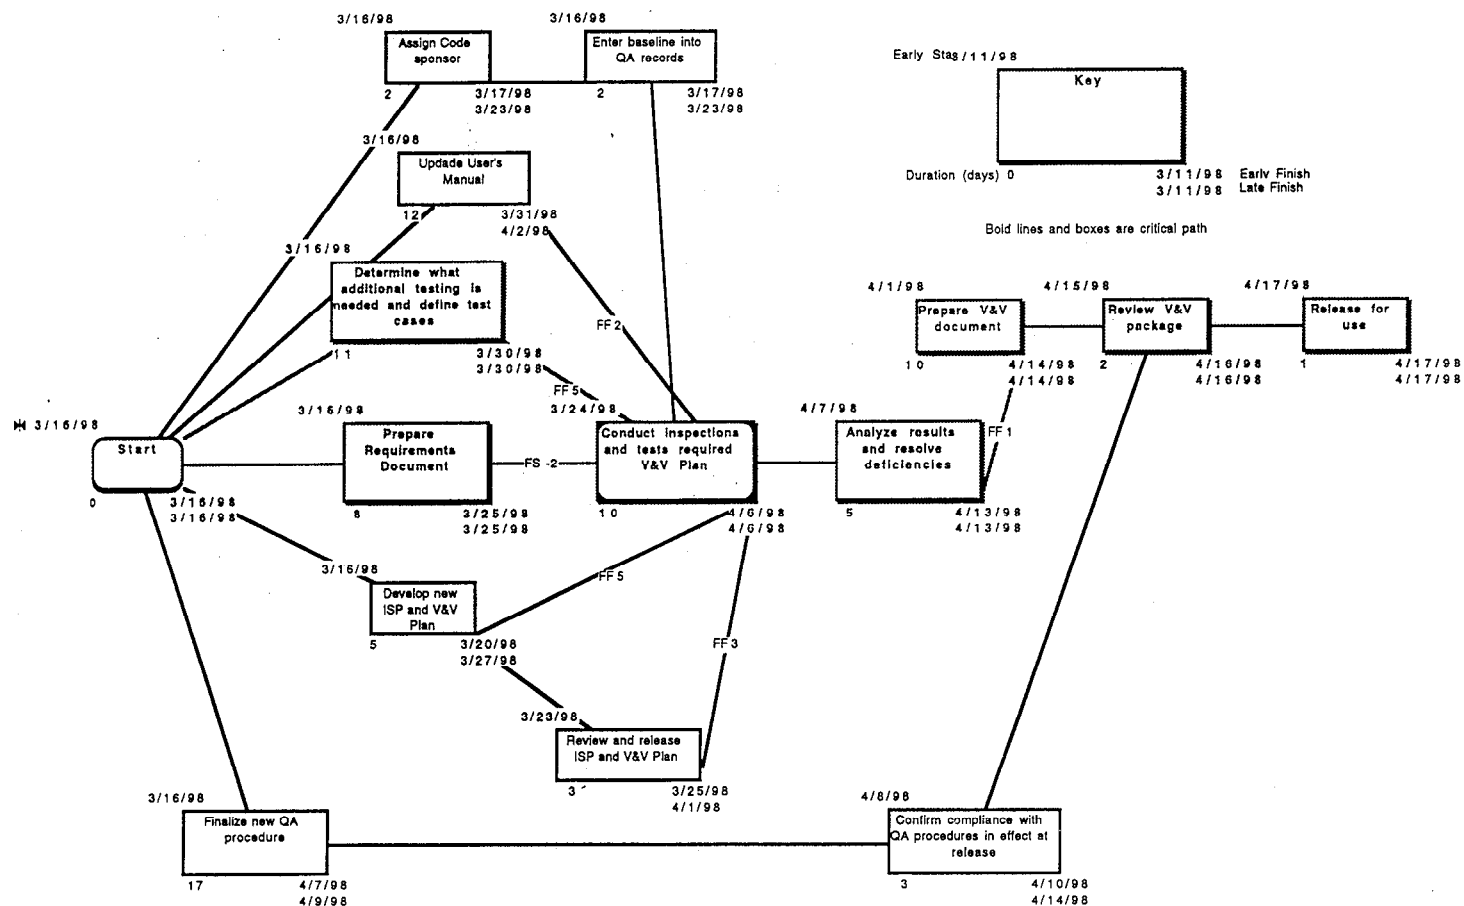 3/16/98
Assign Code
sponsor
2
3/17/98
3/23/98
3/16/98
Enter baseline into
QA records
2
3/17/98
3/23/98
Early Stas/11/98
Key
Duration (days) 0
3/11/98 Early Finish
3/11/98 Late Finish
Bold lines and boxes are critical path
3/16/98
Updade User's
Manual
12
3/31/98
4/2/98
3/16/98
Determine what
additional testing is
needed and define test
cases
11
3/30/98
3/30/98
FF 2
FF 5
4/1/98
Prepare V&V
document
10
4/14/98
4/14/98
4/15/98
Review V&V
package
2
4/16/98
4/16/98
4/17/98
Release for
use
1
4/17/98
4/17/98
3/16/98
Start
0
3/16/98
3/16/98
3/16/98
Prepare
Requirements
Document
8
3/25/98
3/25/98
FS -2
3/24/98
Conduct inspections
and tests required
V&V Plan
10
4/6/98
4/6/98
4/7/98
Analyze results
and resolve
deficiencies
5
4/13/98
4/13/98
FF 1
3/16/98
Develop new
ISP and V&V
Plan
5
3/20/98
3/27/98
FF 5
FF 3
3/23/98
Review and release
ISP and V&V Plan
3
3/25/98
4/1/98
3/16/98
Finalize new QA
procedure
17
4/7/98
4/9/98
4/8/98
Confirm compliance with
QA procedures in effect at
release
3
4/10/98
4/14/98